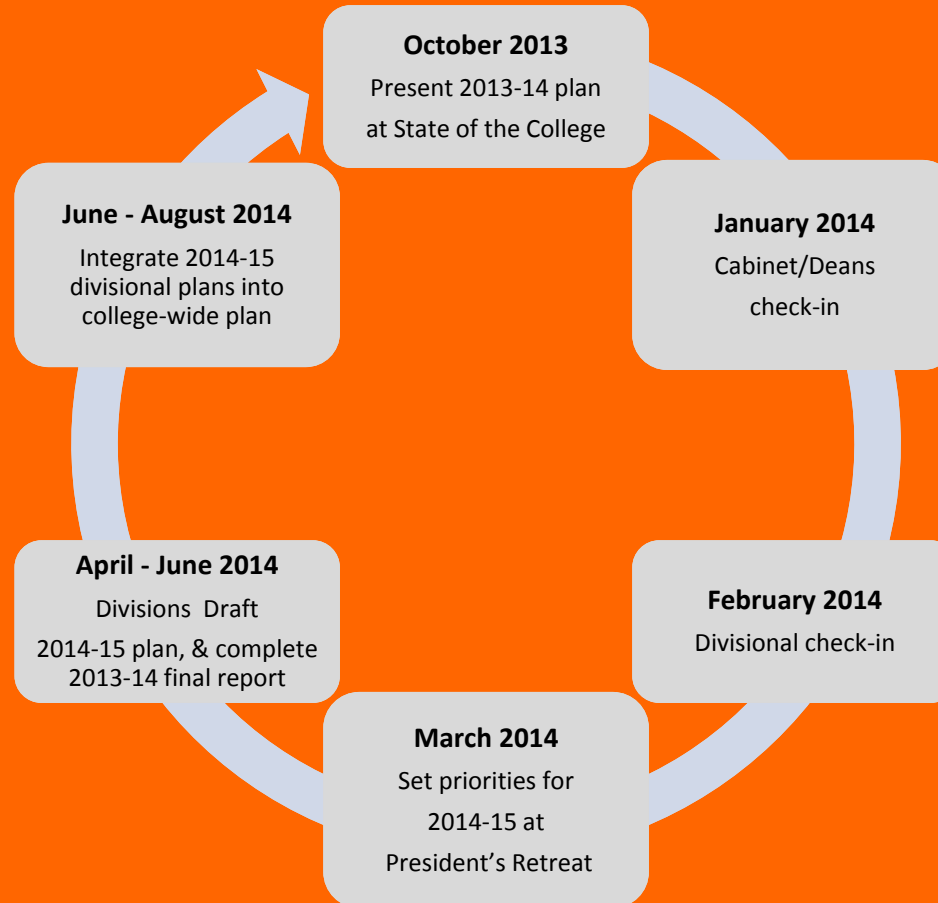 October 2013
Present 2013-14 plan
at State of the College
January 2014
Cabinet/Deans
check-in
February 2014
Divisional check-in
March 2014
Set priorities for
2014-15 at
President’s Retreat
April - June 2014
Divisions  Draft
2014-15 plan, & complete
2013-14 final report
June - August 2014
Integrate 2014-15
divisional plans into
college-wide plan